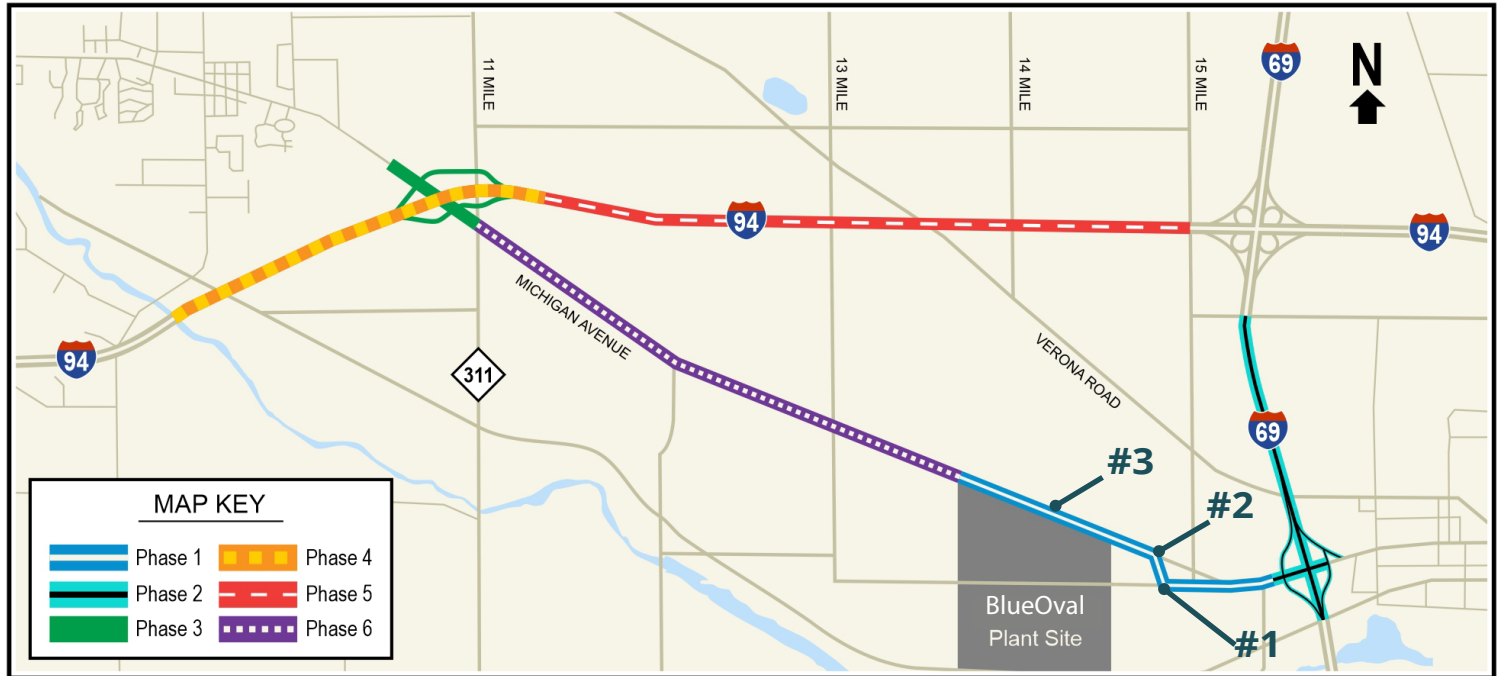 11 MILE
13 MILE
14 MILE
15 MILE
69
N
94
94
MICHIGAN AVENUE
VERONA ROAD
94
311
69
#3
#2
#1
BlueOval
Plant Site
MAP KEY
Phase 1
Phase 4
Phase 2
Phase 5
Phase 3
Phase 6